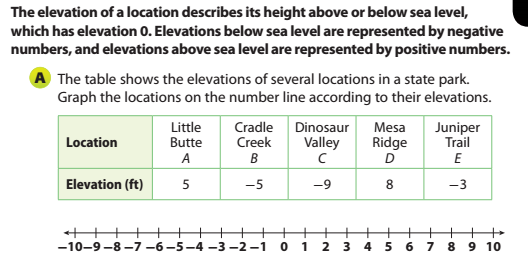 The elevation of a location describes its height above or below sea level,
which has elevation 0. Elevations below sea level are represented by negative
numbers, and elevations above sea level are represented by positive numbers.
A The table shows the elevations of several locations in a state park.
Graph the locations on the number line according to their elevations.
Location Little Butte A Cradle Creek B Dinosaur Valley C Mesa Ridge D Juniper Trail E
Elevation (ft) 5 −5 −9 8 −3
−10 −9 −8 −7 −6 −5 −4 −3 −2 −1 0 1 2 3 4 5 6 7 8 9 10